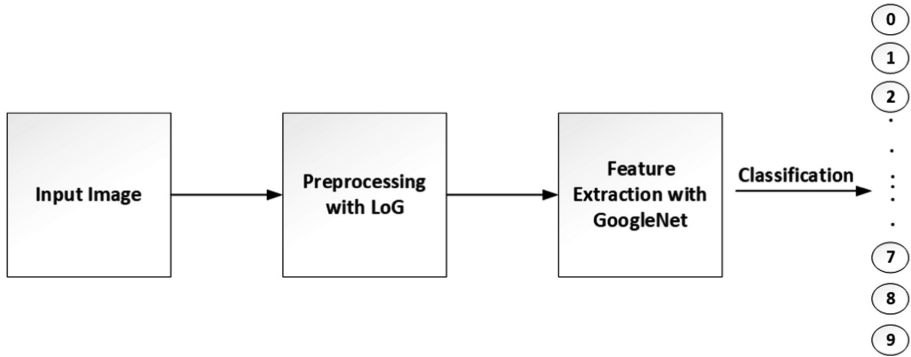 Input Image
Preprocessing
with LoG
Feature
Extraction with
GoogleNet
Classification
0
1
2
7
8
9